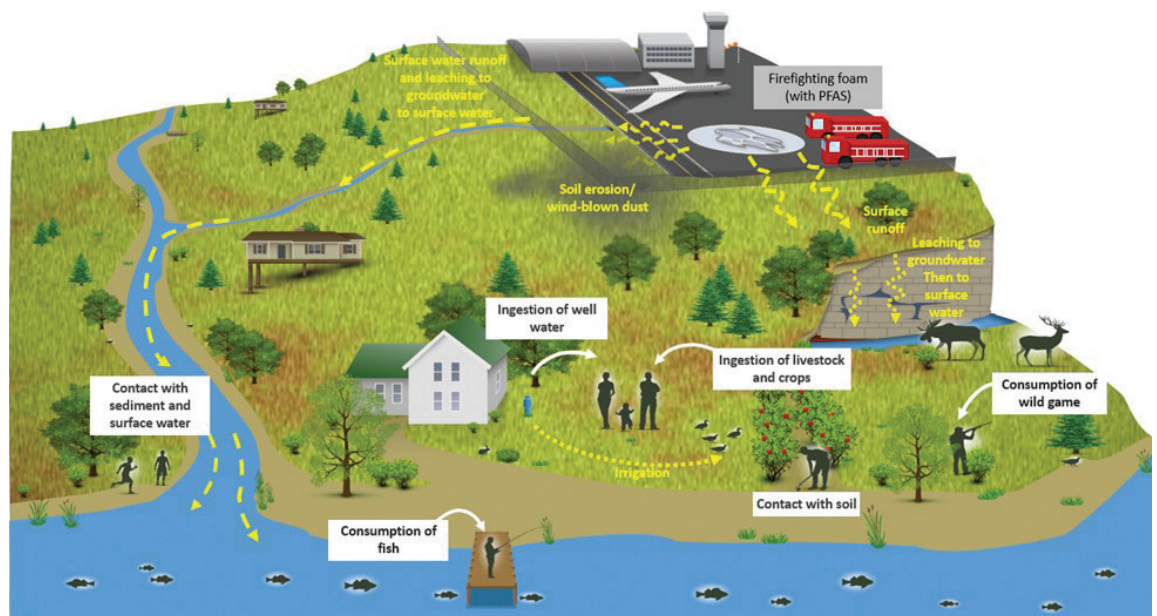 Surface water runoff
and leaching to
groundwater
to surface water
Firefighting foam
(with PFAS)
Soil erosion/
wind-blown dust
Surface
runoff
Leaching to
groundwater
Then to
surface
water
Ingestion of well
water
Ingestion of livestock
and crops
Contact with
sediment and
surface water
Consumption of
wild game
Irrigation
Contact with soil
Consumption of
fish